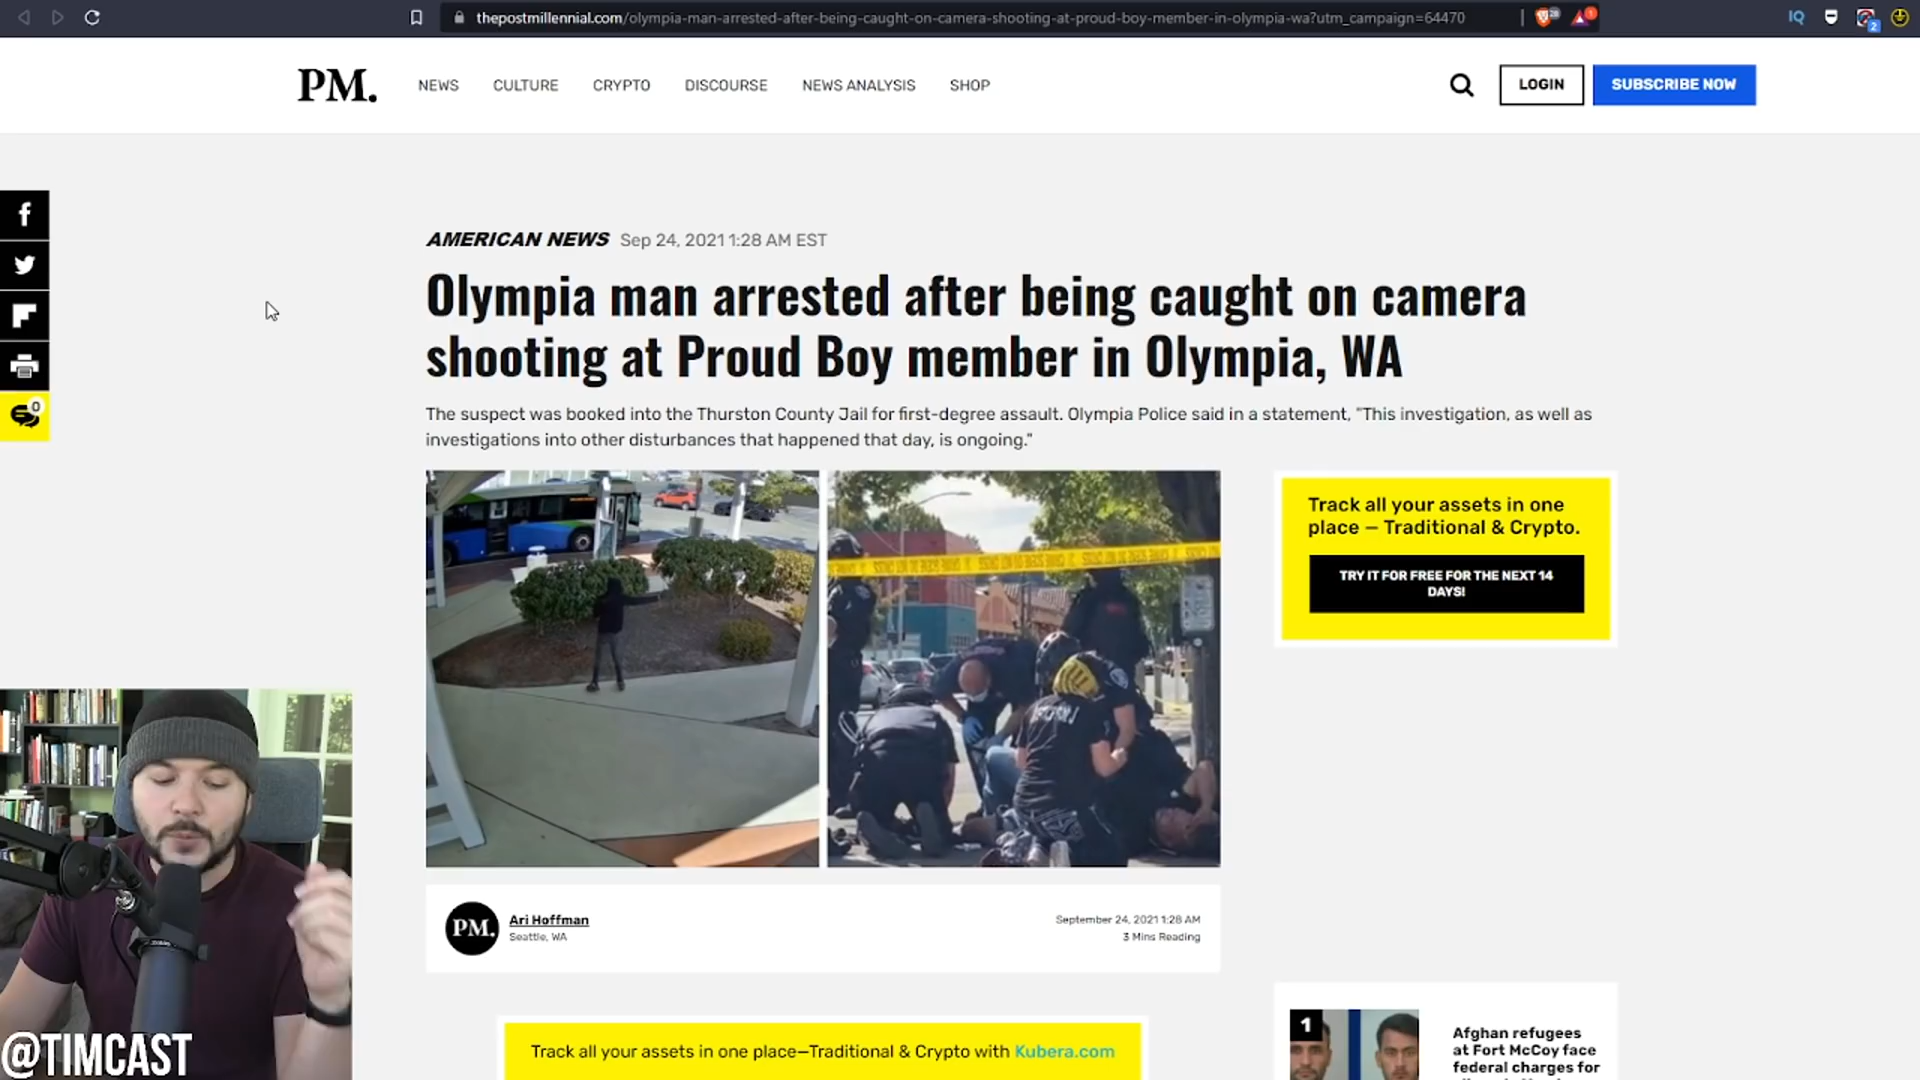 thepostmillennial.com/olympia-man-arrested-after-being-caught-on-camera-shooting-at-proud-boy-member-in-olympia-wa?utm_campaign=64470
IQ
2
PM.
NEWS
CULTURE
CRYPTO
DISCOURSE
NEWS ANALYSIS
SHOP
LOGIN
SUBSCRIBE NOW
0
AMERICAN NEWS Sep 24, 2021 1:28 AM EST
Olympia man arrested after being caught on camera
shooting at Proud Boy member in Olympia, WA
The suspect was booked into the Thurston County Jail for first-degree assault. Olympia Police said in a statement, "This investigation, as well as
investigations into other disturbances that happened that day, is ongoing."
Track all your assets in one
place – Traditional & Crypto.
TRY IT FOR FREE FOR THE NEXT 14
DAYS!
PM.
Ari Hoffman
Seattle, WA
September 24, 2021 1:28 AM
3 Mins Reading
Track all your assets in one place—Traditional & Crypto with Kubera.com
1
Afghan refugees
at Fort McCoy face
federal charges for
@TIMCAST